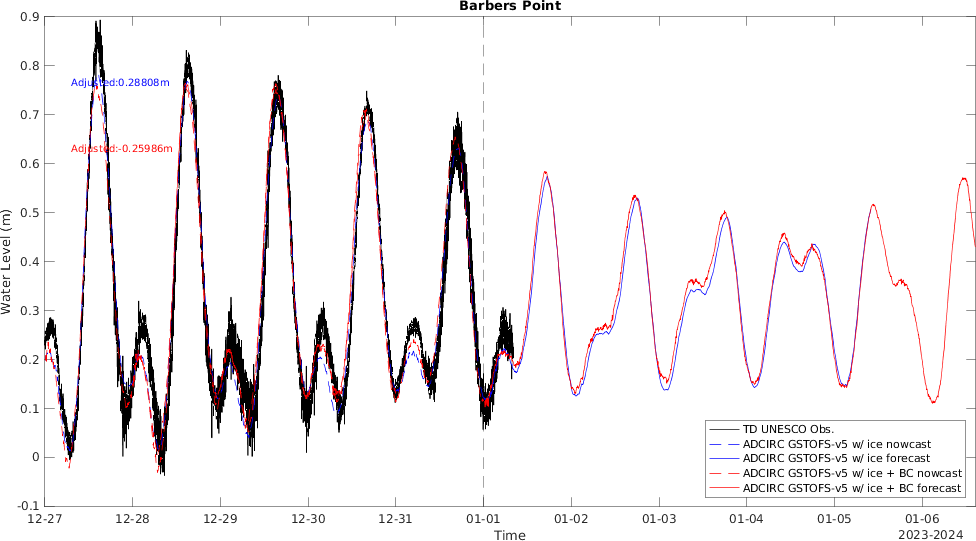 Barbers Point
0.9
0.8
0.7
0.6
0.5
0.4
0.3
0.2
0.1
0
-0.1
Water Level (m)
Adjusted:0.28808m
Adjusted:-0.25986m
TD UNESCO Obs.
ADCIRC GSTOFS-v5 w/ ice nowcast
ADCIRC GSTOFS-v5 w/ ice forecast
ADCIRC GSTOFS-v5 w/ ice + BC nowcast
ADCIRC GSTOFS-v5 w/ ice + BC forecast
12-27 12-28 12-29 12-30 12-31 01-01 01-02 01-03 01-04 01-05 01-06
Time
2023-2024